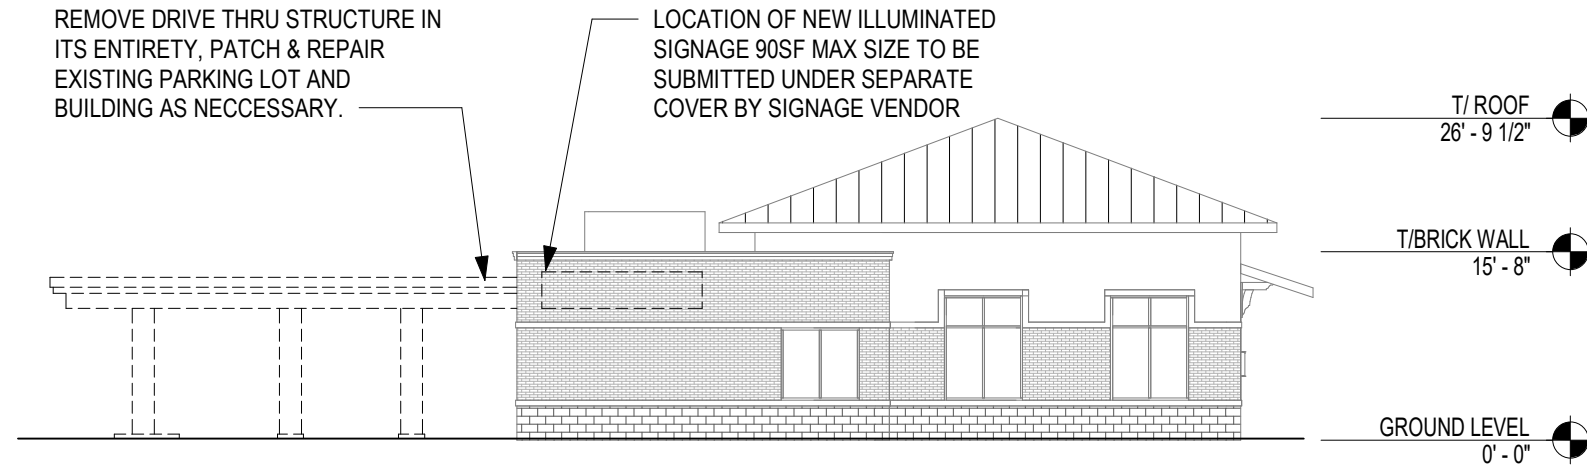 REMOVE DRIVE THRU STRUCTURE IN
ITS ENTIRETY, PATCH & REPAIR
EXISTING PARKING LOT AND
BUILDING AS NECCESSARY.
LOCATION OF NEW ILLUMINATED
SIGNAGE 90SF MAX SIZE TO BE
SUBMITTED UNDER SEPARATE
COVER BY SIGNAGE VENDOR
T/ ROOF
26' - 9 1/2"
T/BRICK WALL
15' - 8"
GROUND LEVEL
0' - 0"